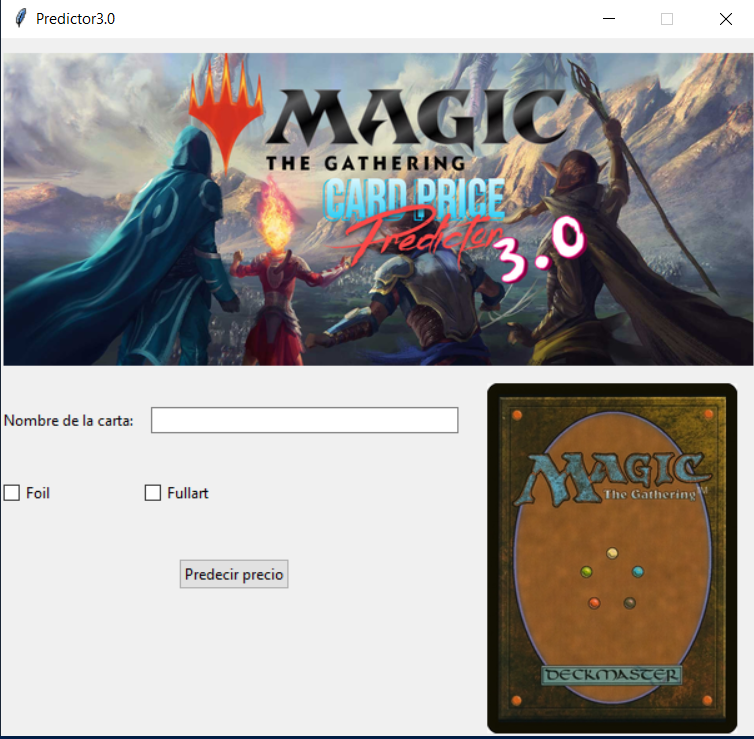 Predictor3.0
MAGIC
THE GATHERING
CARD PRICE
Predictor
3.0
Nombre de la carta:
Foil
Fullart
Predecir precio
MAGIC
The Gathering™
DECKMASTER